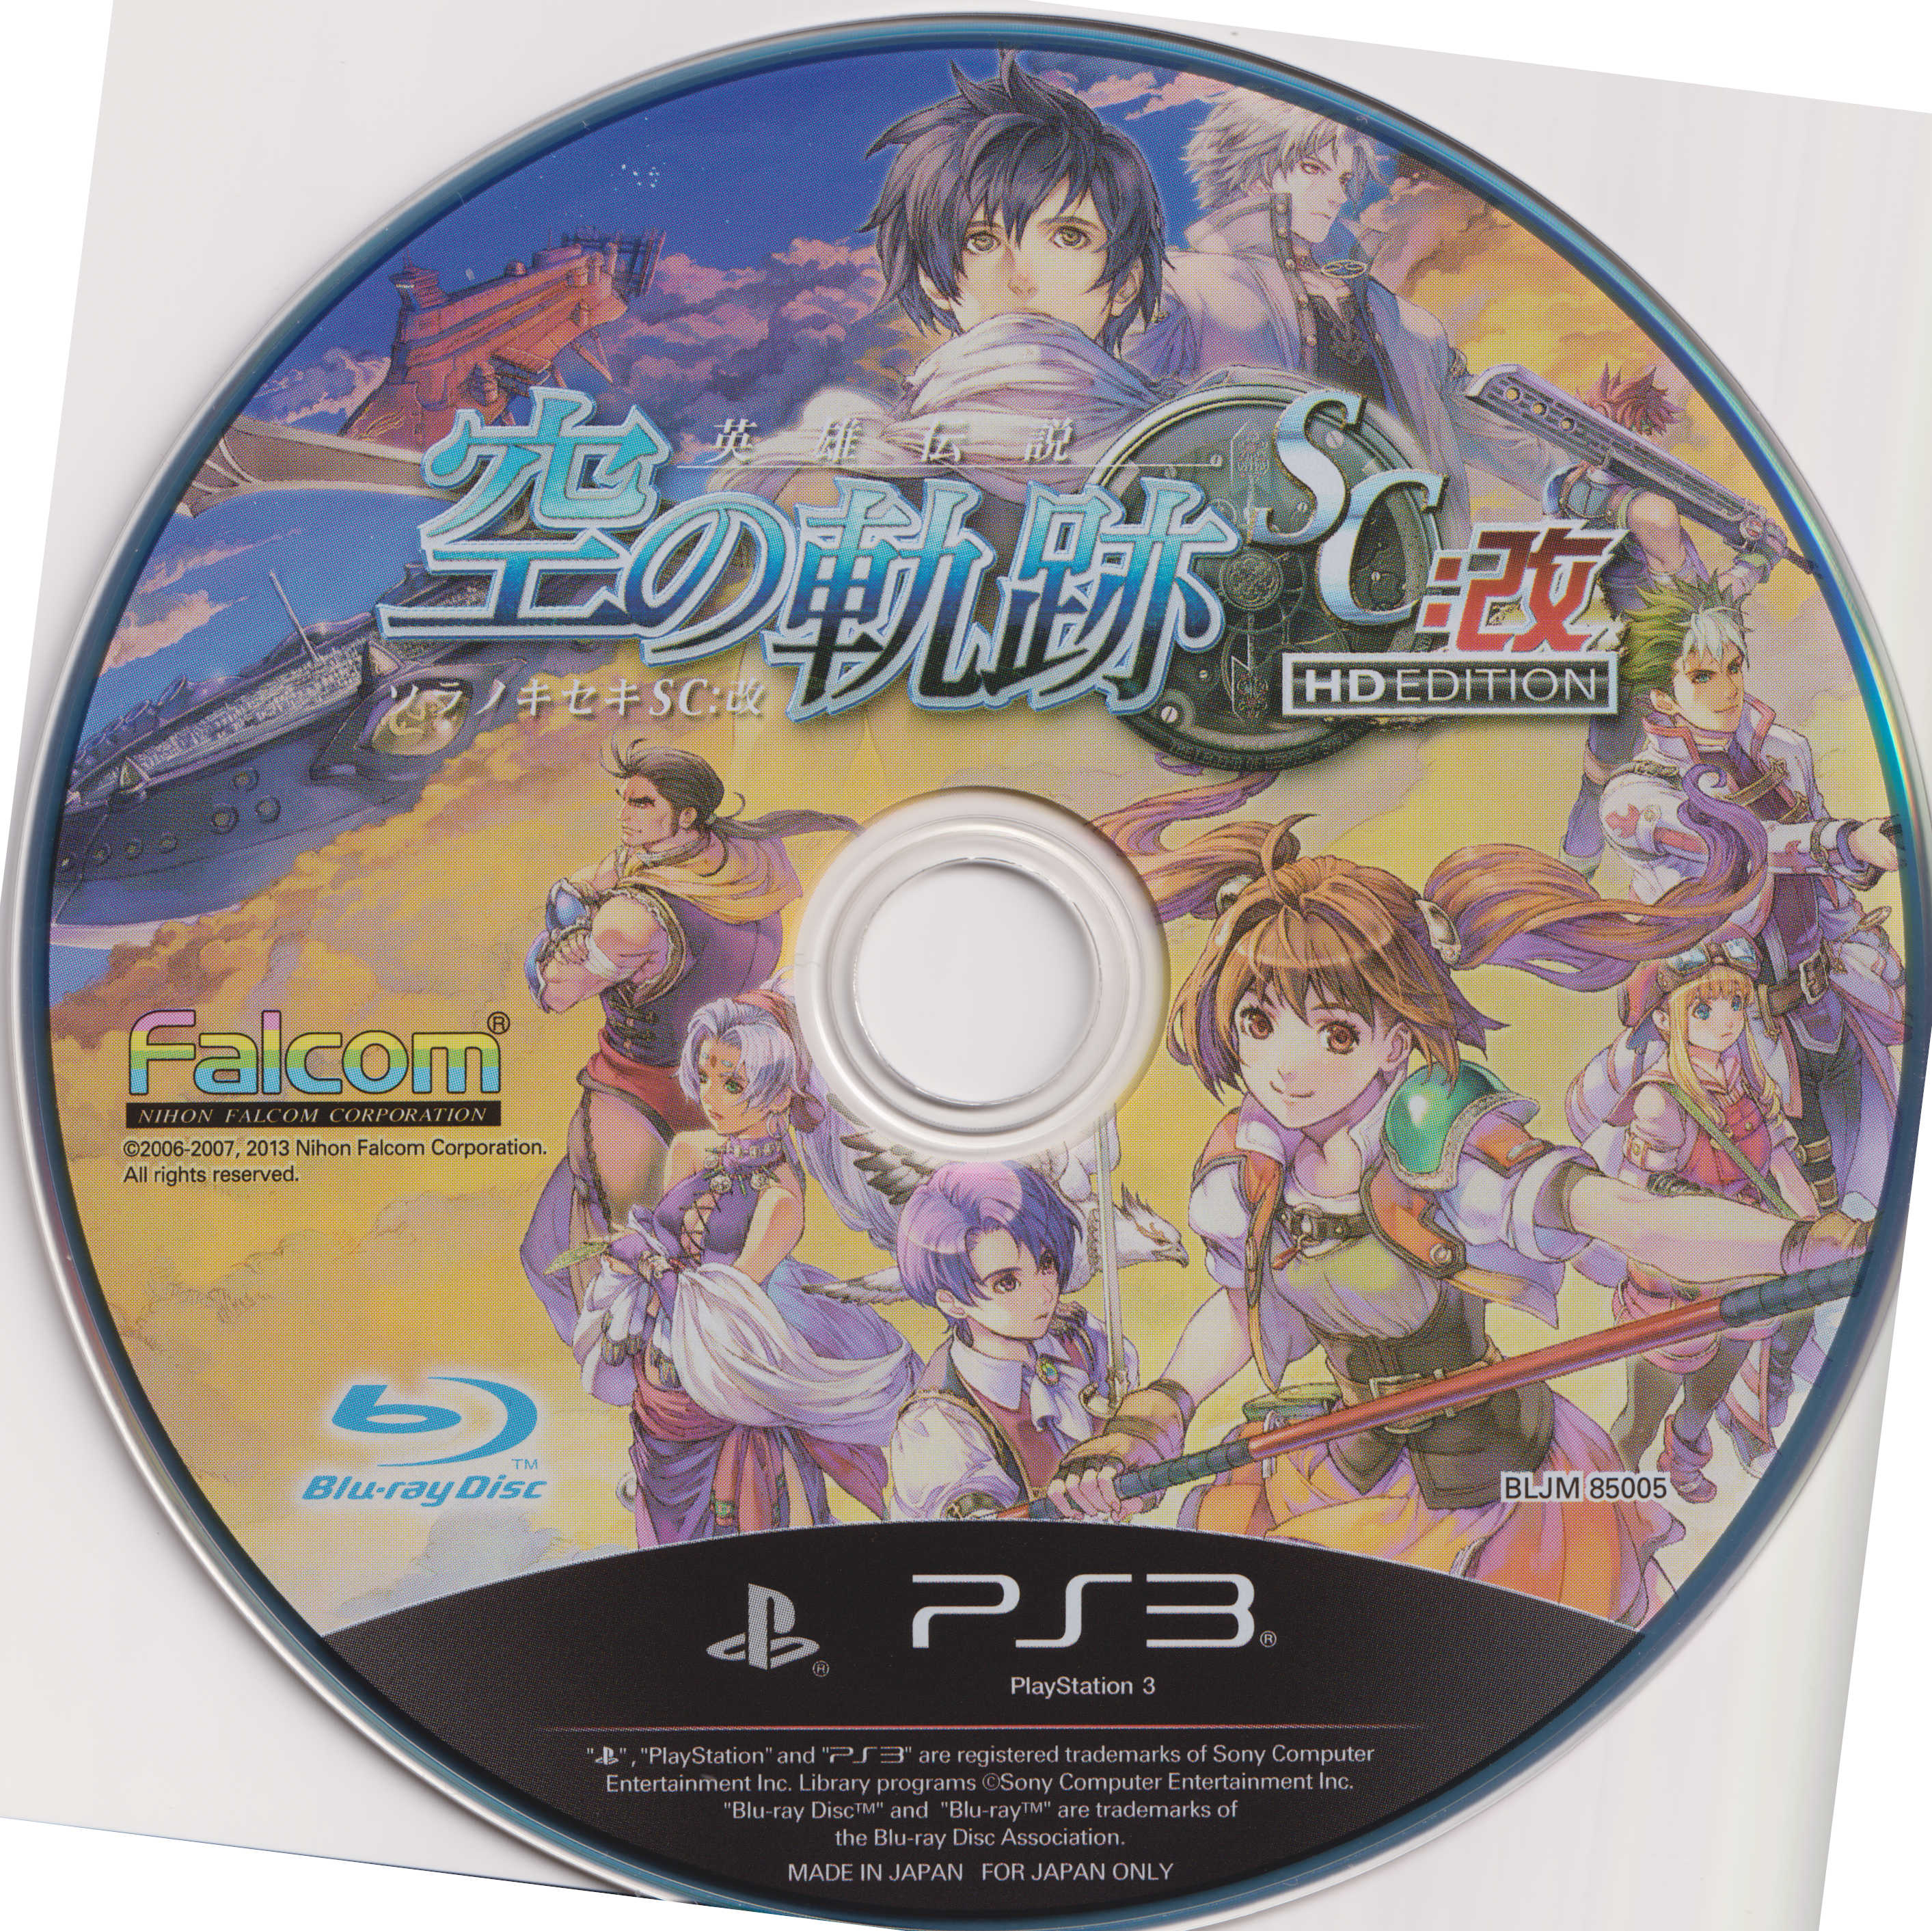 英雄伝説
空の軌跡 SC:改
ソラノキセキSC:改
HD EDITION
Falcom®
NIHON FALCOM CORPORATION
©2006-2007, 2013 Nihon Falcom Corporation.
All rights reserved.
Blu-ray Disc™
BLJM 85005
PS3®
PlayStation 3
"", "PlayStation" and "PS3" are registered trademarks of Sony Computer
Entertainment Inc. Library programs ©Sony Computer Entertainment Inc.
"Blu-ray Disc™" and "Blu-ray™" are trademarks of
the Blu-ray Disc Association.
MADE IN JAPAN FOR JAPAN ONLY